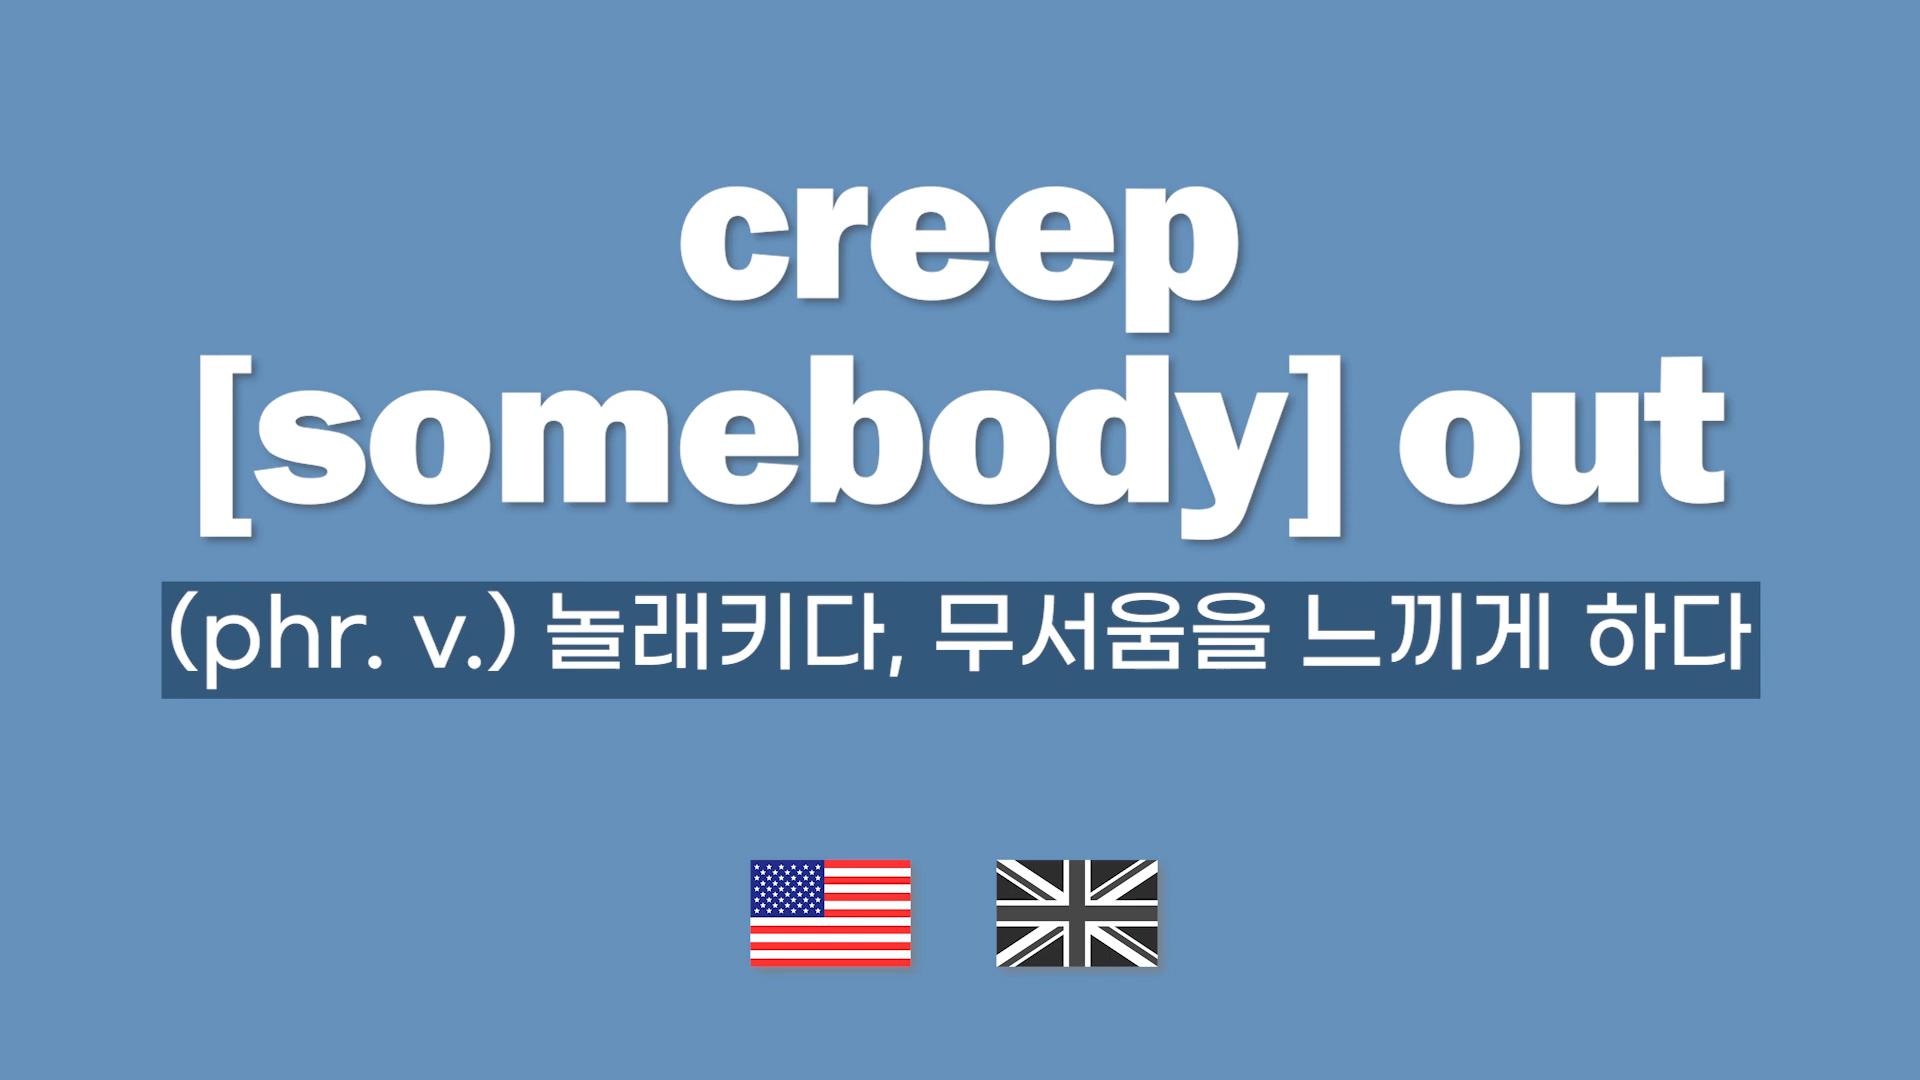 creep
[somebody] out
(phr. v.) 놀래키다, 무서움을 느끼게 하다